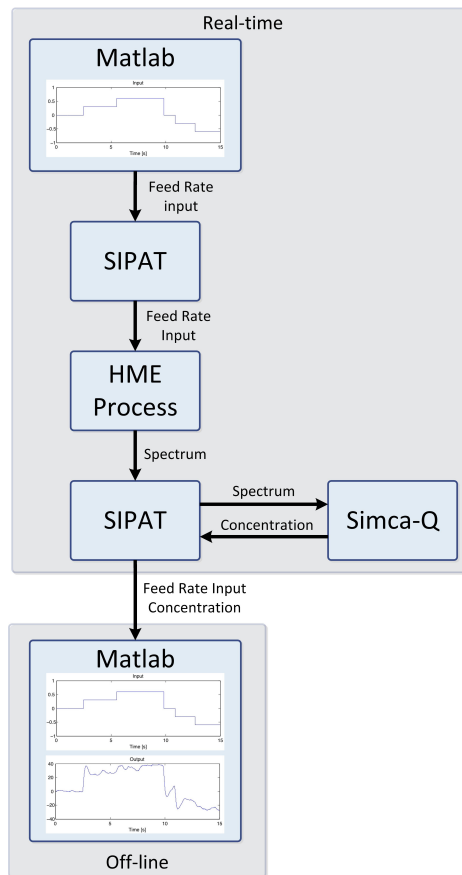 Real-time
Matlab
Input
1
0.5
0
−0.5
−1
0 5 10 15
Time [s]
Feed Rate
input
SIPAT
Feed Rate
Input
HME
Process
Spectrum
SIPAT
Spectrum
Concentration
Simca-Q
Feed Rate Input
Concentration
Matlab
Input
1
0.5
0
−0.5
−1
0 5 10 15
Time [s]
Output
40
20
0
−20
−40
0 5 10 15
Time [s]
Off-line